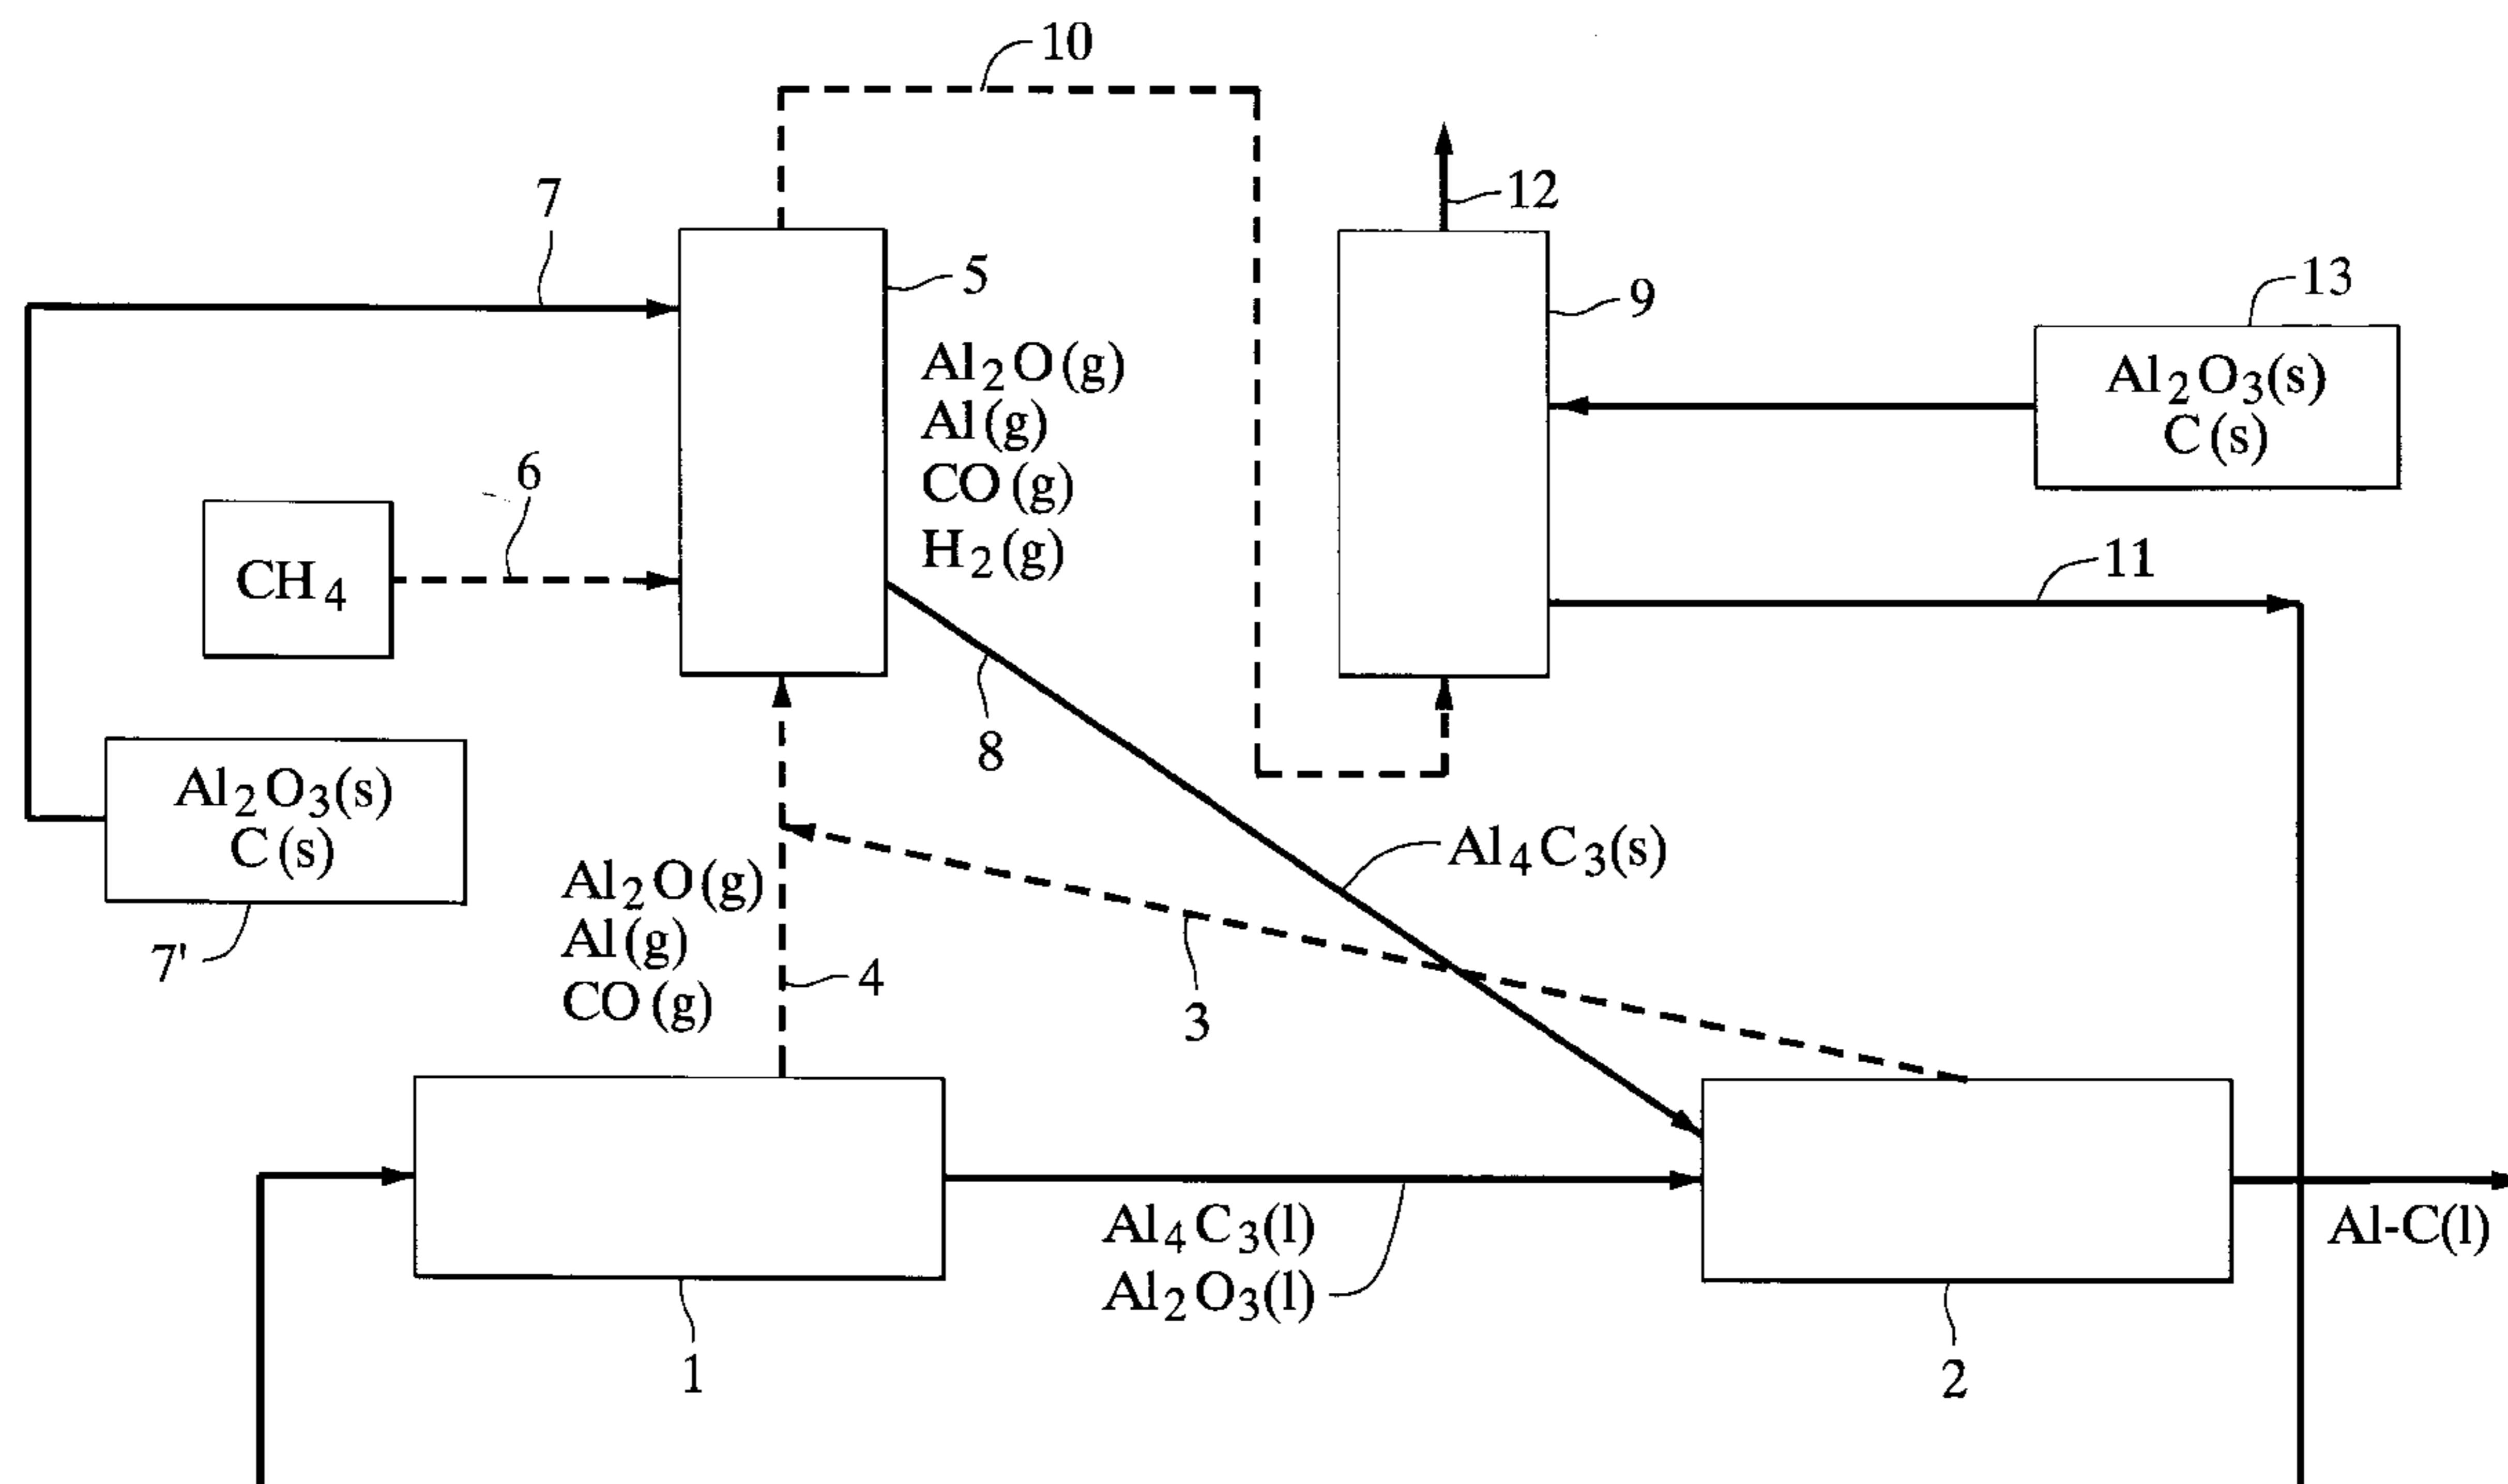 10
7
12
5
9
13
Al2O(g)
Al(g)
CO(g)
H2(g)
Al2O3(s)
C(s)
6
CH4
11
8
Al2O3(s)
C(s)
Al4C3(s)
7'
Al2O(g)
Al(g)
CO(g)
4
3
Al4C3(l)
Al2O3(l)
Al-C(l)
1
2